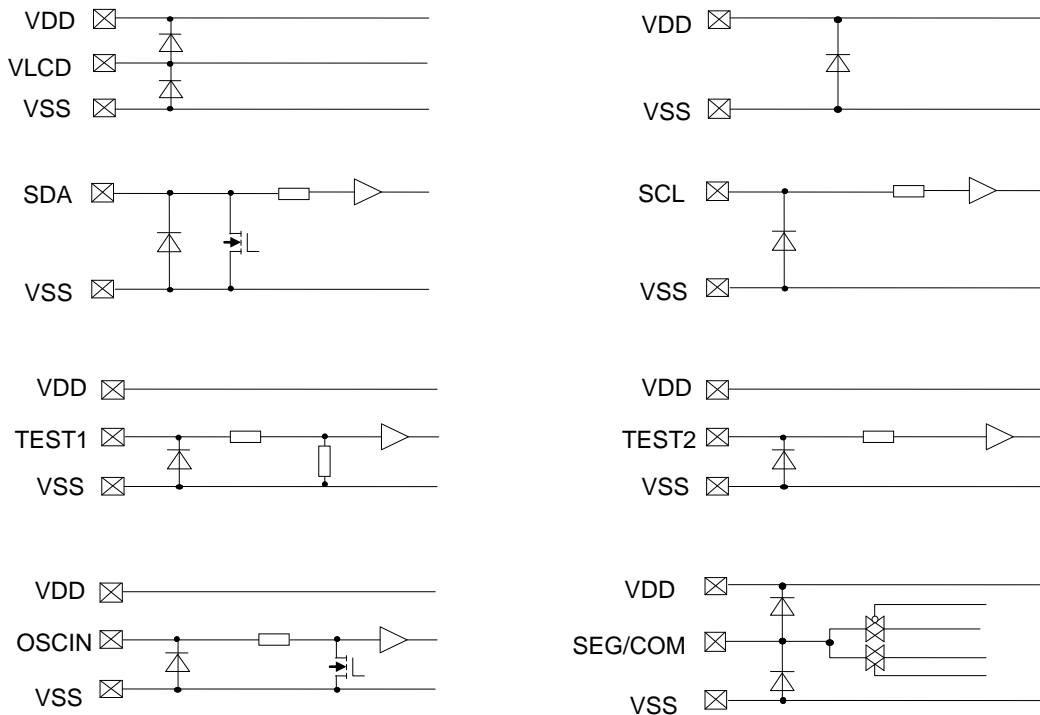 VDD
VLCD
VSS
VDD
VSS
SDA
VSS
SCL
VSS
VDD
TEST1
VSS
VDD
TEST2
VSS
VDD
OSCIN
VSS
VDD
SEG/COM
VSS